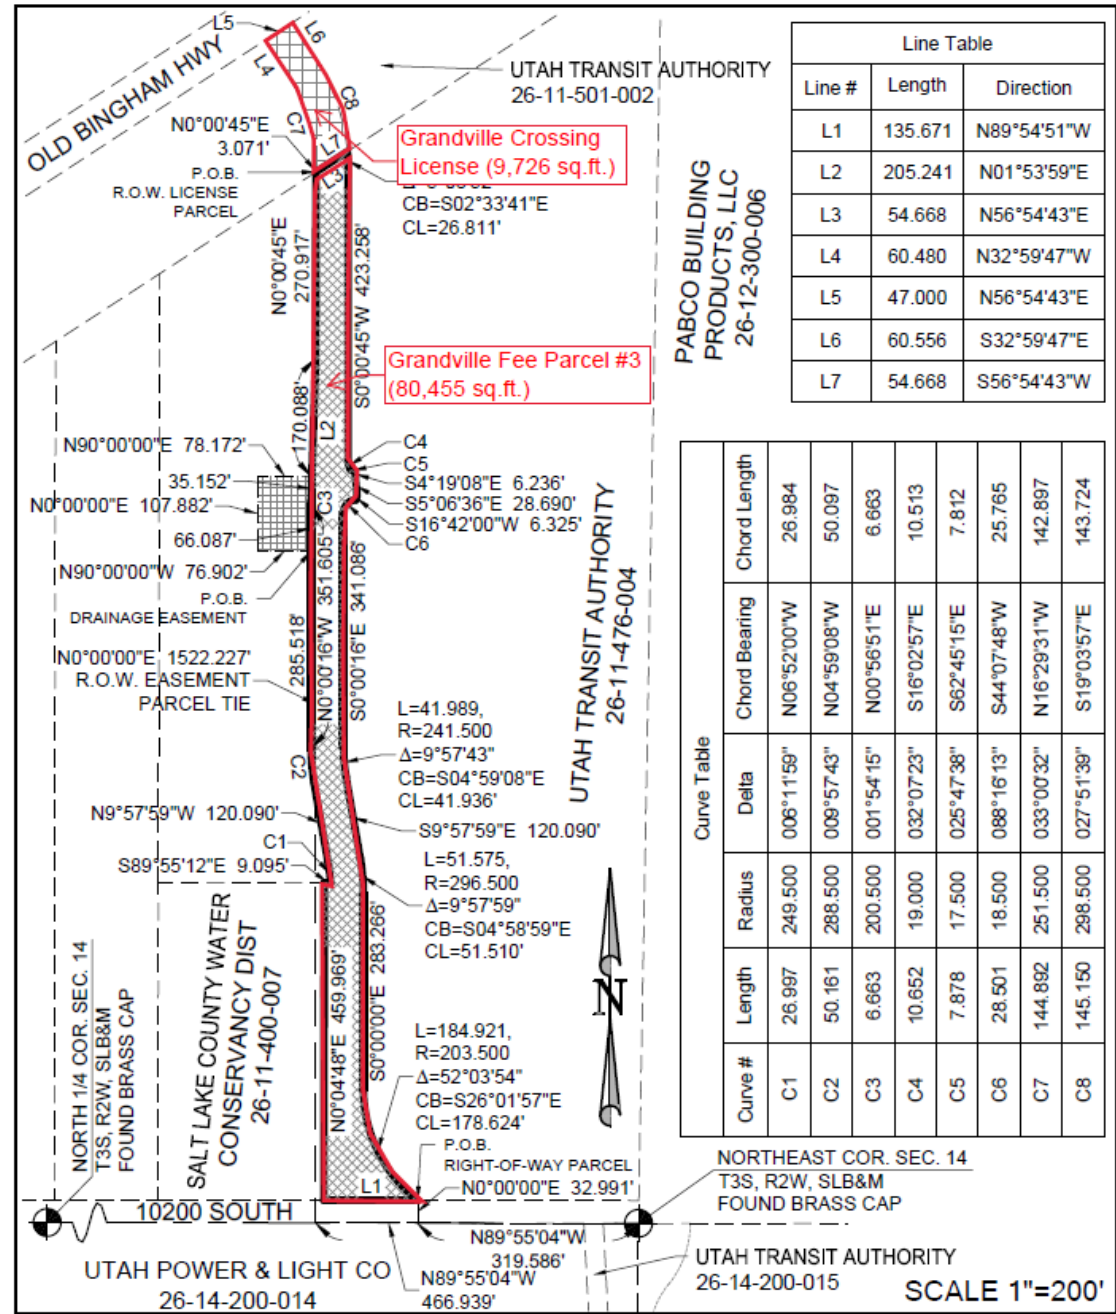 L5
L6
L4
OLD BINGHAM HWY
UTAH TRANSIT AUTHORITY
26-11-501-002
C8
C7
N0°00'45"E
3.071'
L7
L3
Grandville Crossing
License (9,726 sq.ft.)
P.O.B.
R.O.W. LICENSE
PARCEL
CB=S02°33'41"E
CL=26.811'
N0°00'45"E
270.917'
S0°00'45"W 423.258'
PABCO BUILDING
PRODUCTS, LLC
26-12-300-006
Grandville Fee Parcel #3
(80,455 sq.ft.)
170.088'
L2
N90°00'00"E 78.172'
35.152'
N0°00'00"E 107.882'
66.087'
N90°00'00"W 76.902'
P.O.B.
DRAINAGE EASEMENT
C3
C4
C5
S4°19'08"E 6.236'
S5°06'36"E 28.690'
S16°42'00"W 6.325'
C6
N0°00'00"E 1522.227'
R.O.W. EASEMENT
PARCEL TIE
285.518'
N0°00'16"W 351.605'
S0°00'16"E 341.086'
UTAH TRANSIT AUTHORITY
26-11-476-004
C2
L=41.989,
R=241.500
Δ=9°57'43"
CB=S04°59'08"E
CL=41.936'
N9°57'59"W 120.090'
S9°57'59"E 120.090'
C1
S89°55'12"E 9.095'
L=51.575,
R=296.500
Δ=9°57'59"
CB=S04°58'59"E
CL=51.510'
NORTH 1/4 COR. SEC. 14
T3S, R2W, SLB&M
FOUND BRASS CAP
SALT LAKE COUNTY WATER
CONSERVANCY DIST
26-11-400-007
N0°04'48"E 459.969'
S0°00'00"E 283.266'
N
L=184.921,
R=203.500
Δ=52°03'54"
CB=S26°01'57"E
CL=178.624'
P.O.B.
RIGHT-OF-WAY PARCEL
L1
N0°00'00"E 32.991'
NORTHEAST COR. SEC. 14
T3S, R2W, SLB&M
FOUND BRASS CAP
10200 SOUTH
N89°55'04"W
319.586'
N89°55'04"W
466.939'
UTAH POWER & LIGHT CO
26-14-200-014
UTAH TRANSIT AUTHORITY
26-14-200-015
SCALE 1"=200'
Line Table
Line # Length Direction
L1 135.671 N89°54'51"W
L2 205.241 N01°53'59"E
L3 54.668 N56°54'43"E
L4 60.480 N32°59'47"W
L5 47.000 N56°54'43"E
L6 60.556 S32°59'47"E
L7 54.668 S56°54'43"W
Curve Table
Curve # Length Radius Delta Chord Bearing Chord Length
C1 26.997 249.500 006°11'59" N06°52'00"W 26.984
C2 50.161 288.500 009°57'43" N04°59'08"W 50.097
C3 6.663 200.500 001°54'15" N00°56'51"E 6.663
C4 10.652 19.000 032°07'23" S16°02'57"E 10.513
C5 7.878 17.500 025°47'38" S62°45'15"E 7.812
C6 28.501 18.500 088°16'13" S44°07'48"W 25.765
C7 144.892 251.500 033°00'32" N16°29'31"W 142.897
C8 145.150 298.500 027°51'39" S19°03'57"E 143.724